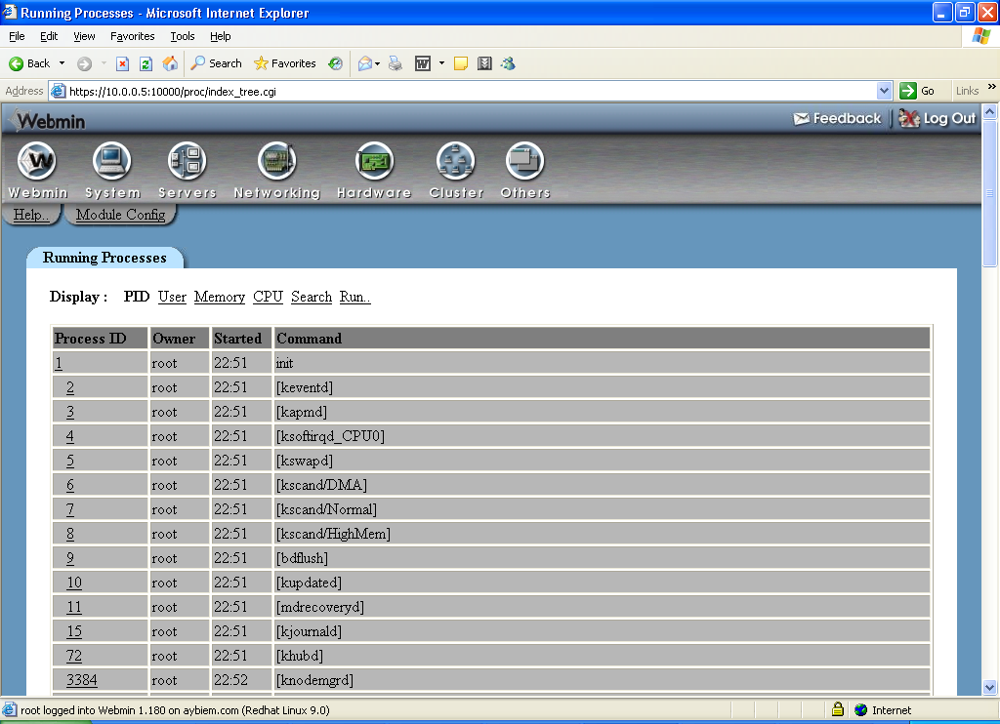 Running Processes - Microsoft Internet Explorer
File Edit View Favorites Tools Help
Back Search Favorites
Address https://10.0.0.5:10000/proc/index_tree.cgi Go Links »
Webmin Feedback Log Out
Webmin System Servers Networking Hardware Cluster Others
Help.. Module Config
Running Processes
Display : PID User Memory CPU Search Run..
Process ID Owner Started Command
1 root 22:51 init
2 root 22:51 [keventd]
3 root 22:51 [kapmd]
4 root 22:51 [ksoftirqd_CPU0]
5 root 22:51 [kswapd]
6 root 22:51 [kscand/DMA]
7 root 22:51 [kscand/Normal]
8 root 22:51 [kscand/HighMem]
9 root 22:51 [bdflush]
10 root 22:51 [kupdated]
11 root 22:51 [mdrecoveryd]
15 root 22:51 [kjournald]
72 root 22:51 [khubd]
3384 root 22:52 [knodemgrd]
root logged into Webmin 1.180 on aybiem.com (Redhat Linux 9.0) Internet